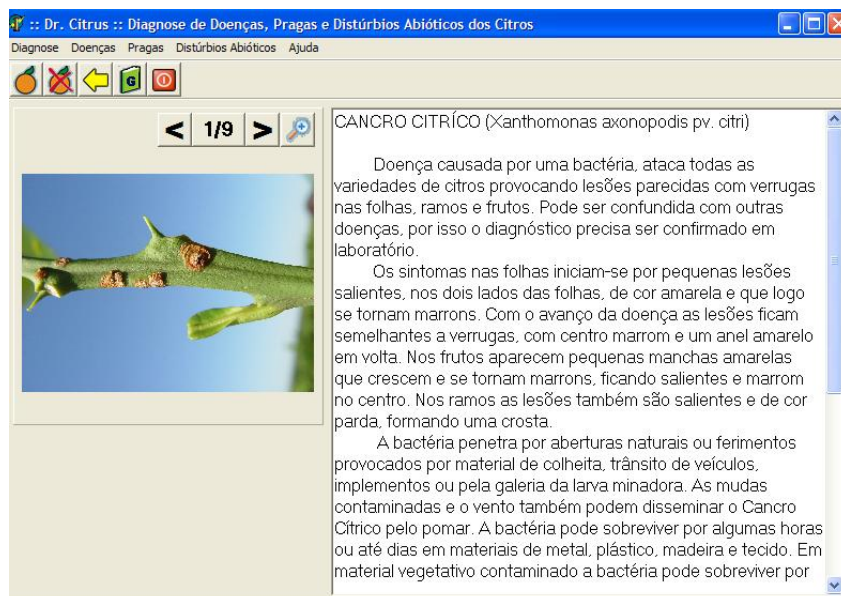 :: Dr. Citrus :: Diagnose de Doenças, Pragas e Distúrbios Abióticos dos Citros
Diagnose Doenças Pragas Distúrbios Abióticos Ajuda
G
< 1/9 >
CANCRO CITRÍCO (Xanthomonas axonopodis pv. citri)
Doença causada por uma bactéria, ataca todas as
variedades de citros provocando lesões parecidas com verrugas
nas folhas, ramos e frutos. Pode ser confundida com outras
doenças, por isso o diagnóstico precisa ser confirmado em
laboratório.
Os sintomas nas folhas iniciam-se por pequenas lesões
salientes, nos dois lados das folhas, de cor amarela e que logo
se tornam marrons. Com o avanço da doença as lesões ficam
semelhantes a verrugas, com centro marrom e um anel amarelo
em volta. Nos frutos aparecem pequenas manchas amarelas
que crescem e se tornam marrons, ficando salientes e marrom
no centro. Nos ramos as lesões também são salientes e de cor
parda, formando uma crosta.
A bactéria penetra por aberturas naturais ou ferimentos
provocados por material de colheita, trânsito de veículos,
implementos ou pela galeria da larva minadora. As mudas
contaminadas e o vento também podem disseminar o Cancro
Cítrico pelo pomar. A bactéria pode sobreviver por algumas horas
ou até dias em materiais de metal, plástico, madeira e tecido. Em
material vegetativo contaminado a bactéria pode sobreviver por